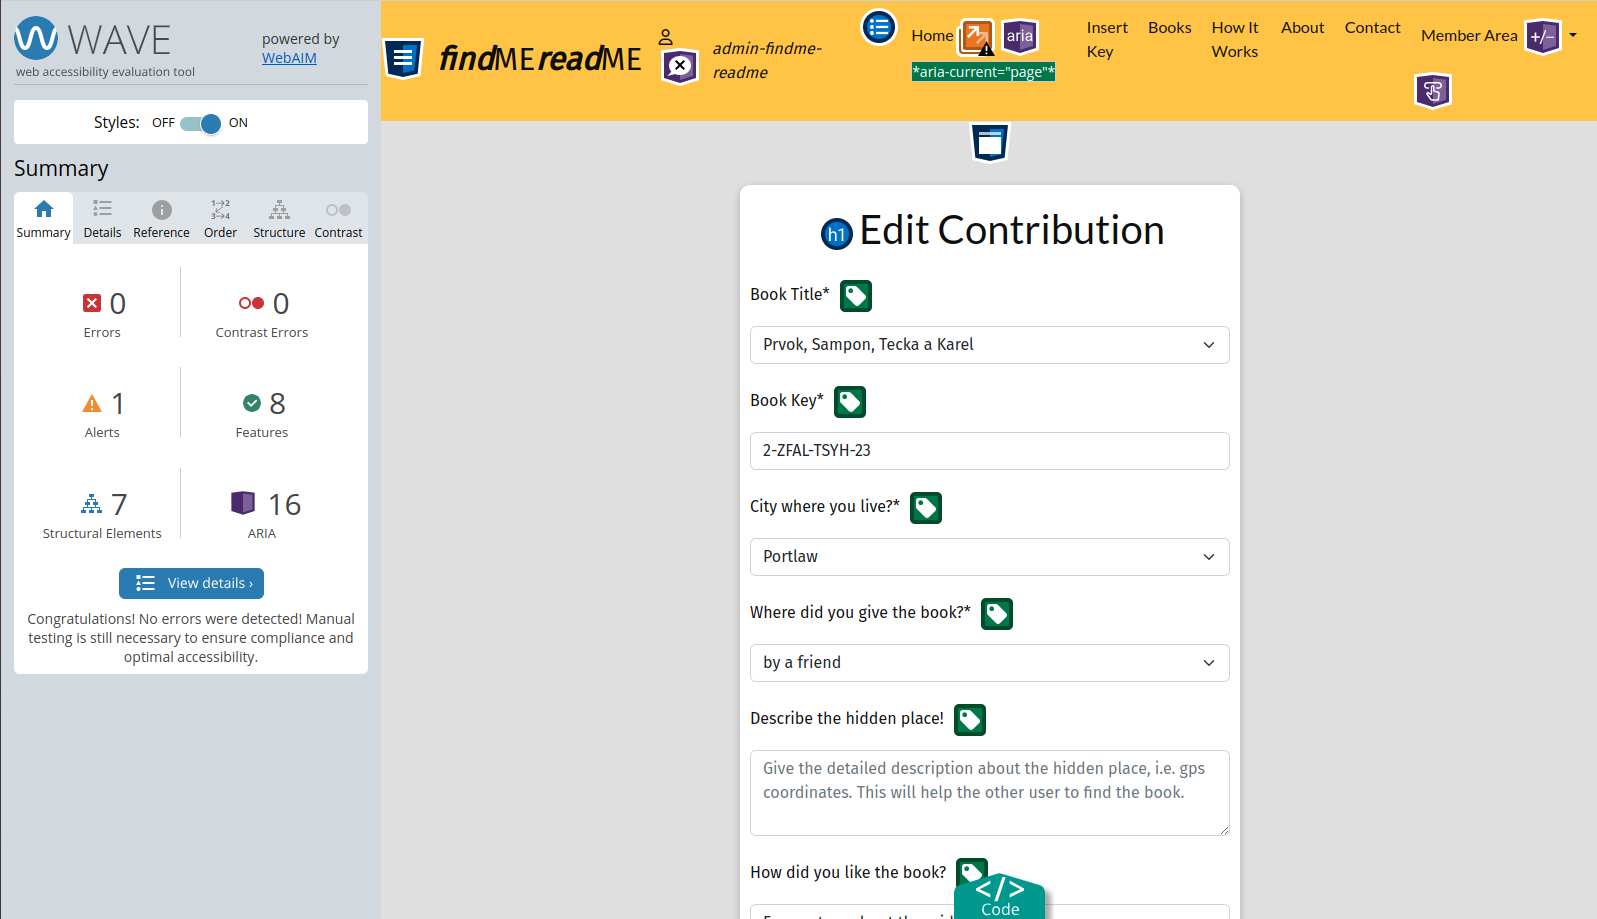 WAVE
web accessibility evaluation tool
powered by
WebAIM
Styles: OFF ON
Summary
1 2
3 4
Summary Details Reference Order Structure Contrast
0 0
Errors Contrast Errors
1 8
Alerts Features
7 16
Structural Elements ARIA
View details ›
Congratulations! No errors were detected! Manual
testing is still necessary to ensure compliance and
optimal accessibility.
findMEreadME
admin-findme-
readme
Home
aria
*aria-current="page"*
Insert
Key
Books
How It
Works
About
Contact
Member Area
+/−
h1 Edit Contribution
Book Title*
Prvok, Sampon, Tecka a Karel
Book Key*
2-ZFAL-TSYH-23
City where you live?*
Portlaw
Where did you give the book?*
by a friend
Describe the hidden place!
Give the detailed description about the hidden place, i.e. gps
coordinates. This will help the other user to find the book.
How did you like the book?
</>
Code